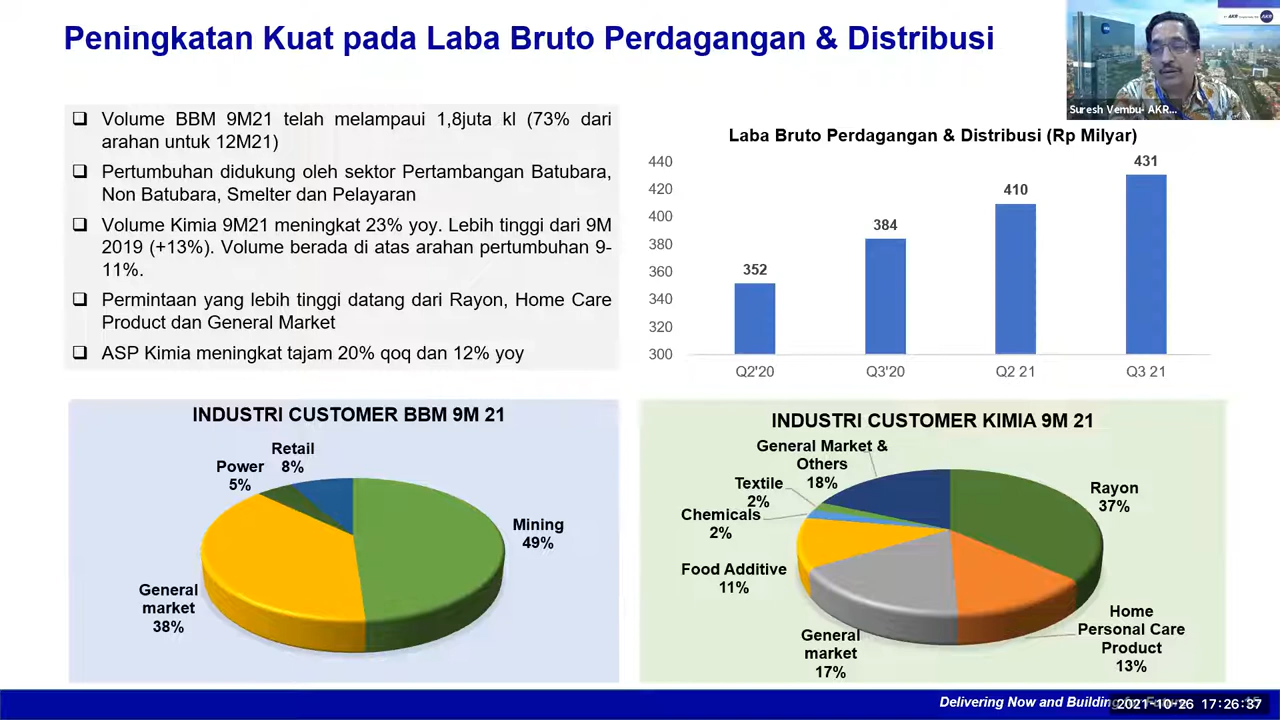 Peningkatan Kuat pada Laba Bruto Perdagangan & Distribusi
AKR
Suresh Vembu- AKR...
Volume BBM 9M21 telah melampaui 1,8juta kl (73% dari
arahan untuk 12M21)
Pertumbuhan didukung oleh sektor Pertambangan Batubara,
Non Batubara, Smelter dan Pelayaran
Volume Kimia 9M21 meningkat 23% yoy. Lebih tinggi dari 9M
2019 (+13%). Volume berada di atas arahan pertumbuhan 9-
11%.
Permintaan yang lebih tinggi datang dari Rayon, Home Care
Product dan General Market
ASP Kimia meningkat tajam 20% qoq dan 12% yoy
Laba Bruto Perdagangan & Distribusi (Rp Milyar)
440
420
400
380
360
340
320
300
352
384
410
431
Q2'20
Q3'20
Q2 21
Q3 21
INDUSTRI CUSTOMER BBM 9M 21
Retail
8%
Power
5%
Mining
49%
General
market
38%
INDUSTRI CUSTOMER KIMIA 9M 21
General Market &
Others
18%
Textile
2%
Chemicals
2%
Food Additive
11%
General
market
17%
Rayon
37%
Home
Personal Care
Product
13%
Delivering Now and Building
2021-10-26 17:26:37